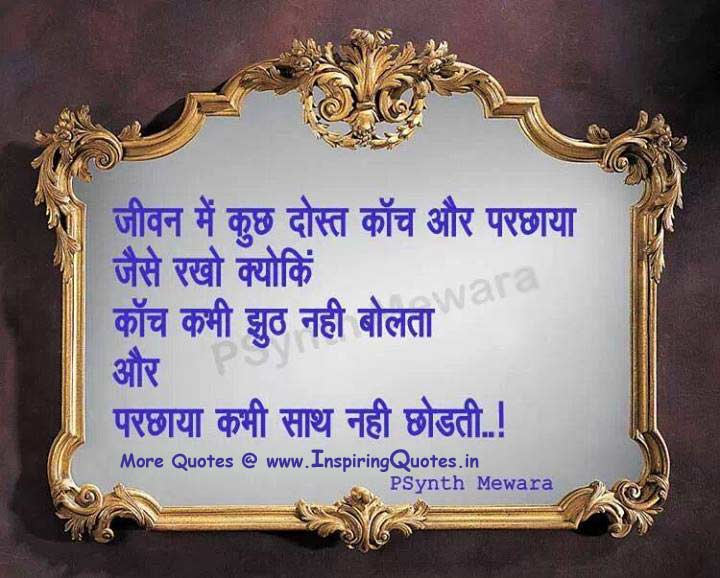 जीवन में कुछ दोस्त कॉच और परछाया
जैसे रखो क्योकिं
कॉच कभी झुठ नही बोलता
और
परछाया कभी साथ नही छोडती..!
More Quotes @ www.InspiringQuotes.in
PSynth Mewara
PSynth Mewara